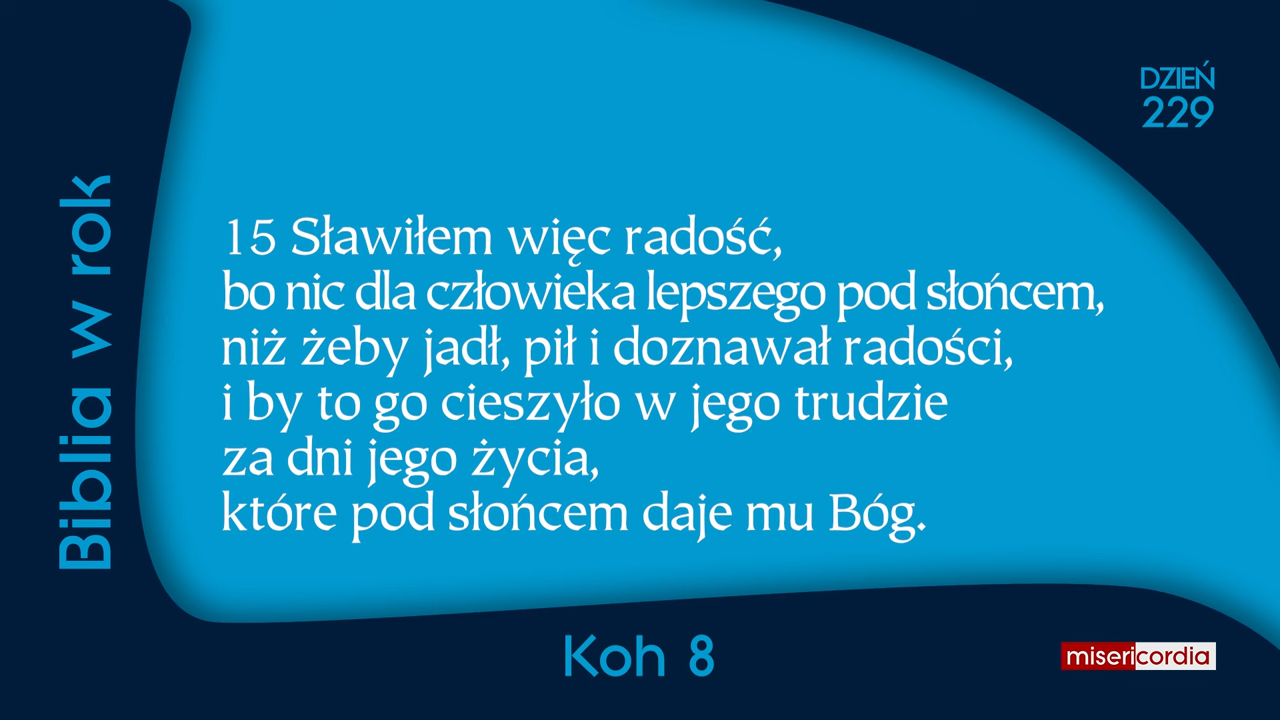 DZIEŃ
229
Biblia w rok
15 Sławiłem więc radość,
bo nic dla człowieka lepszego pod słońcem,
niż żeby jadł, pił i doznawał radości,
i by to go cieszyło w jego trudzie
za dni jego życia,
które pod słońcem daje mu Bóg.
Koh 8
misericordia